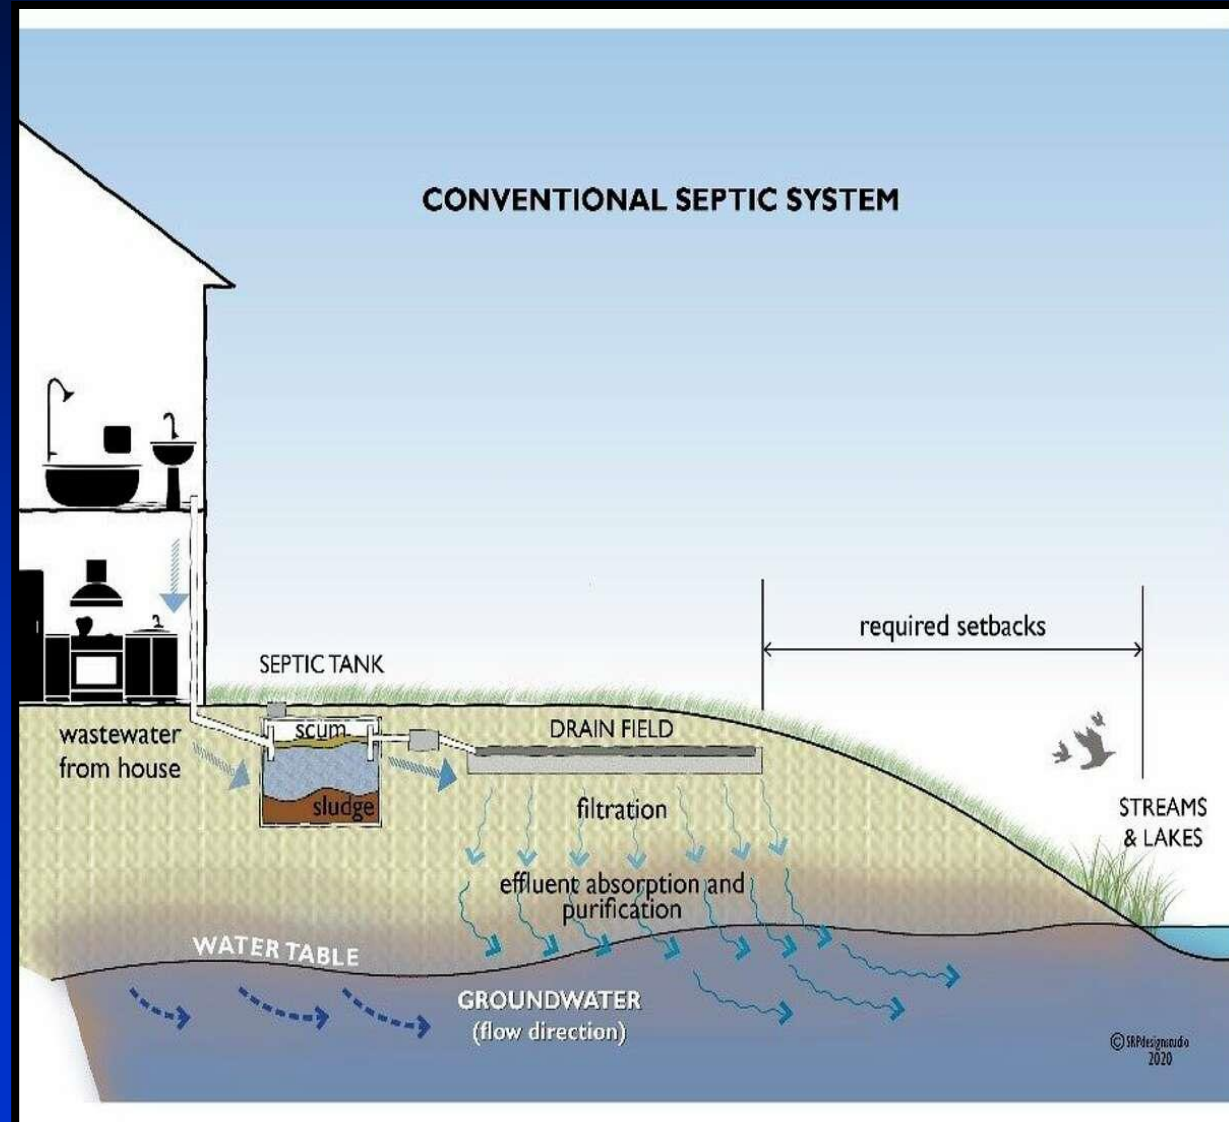 CONVENTIONAL SEPTIC SYSTEM
required setbacks
SEPTIC TANK
wastewater
from house
scum
sludge
DRAIN FIELD
filtration
effluent absorption and
purification
STREAMS
& LAKES
WATER TABLE
GROUNDWATER
(flow direction)
© SRPdesignstudio
2020